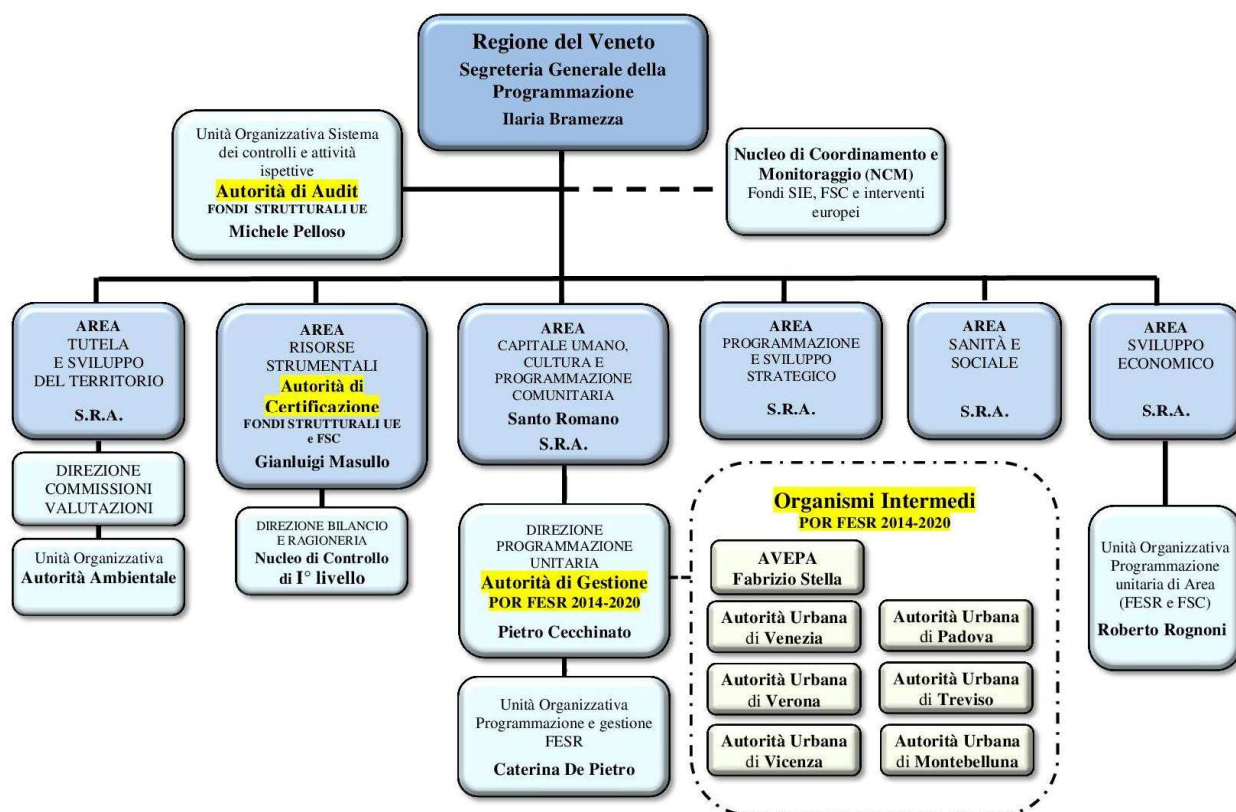 Regione del Veneto
Segreteria Generale della
Programmazione
Ilaria Bramezza
Unità Organizzativa Sistema
dei controlli e attività
ispettive
Autorità di Audit
FONDI STRUTTURALI UE
Michele Pelloso
Nucleo di Coordinamento e
Monitoraggio (NCM)
Fondi SIE, FSC e interventi
europei
AREA
TUTELA
E SVILUPPO
DEL TERRITORIO
S.R.A.
AREA
RISORSE
STRUMENTALI
Autorità di
Certificazione
FONDI STRUTTURALI UE
e FSC
Gianluigi Masullo
AREA
CAPITALE UMANO,
CULTURA E
PROGRAMMAZIONE
COMUNITARIA
Santo Romano
S.R.A.
AREA
PROGRAMMAZIONE
E SVILUPPO
STRATEGICO
S.R.A.
AREA
SANITÀ E
SOCIALE
S.R.A.
AREA
SVILUPPO
ECONOMICO
S.R.A.
DIREZIONE
COMMISSIONI
VALUTAZIONI
Unità Organizzativa
Autorità Ambientale
DIREZIONE BILANCIO
E RAGIONERIA
Nucleo di Controllo
di I° livello
DIREZIONE
PROGRAMMAZIONE
UNITARIA
Autorità di Gestione
POR FESR 2014-2020
Pietro Cecchinato
Unità Organizzativa
Programmazione e gestione
FESR
Caterina De Pietro
Organismi Intermedi
POR FESR 2014-2020
AVEPA
Fabrizio Stella
Autorità Urbana
di Venezia
Autorità Urbana
di Padova
Autorità Urbana
di Verona
Autorità Urbana
di Treviso
Autorità Urbana
di Vicenza
Autorità Urbana
di Montebelluna
Unità Organizzativa
Programmazione
unitaria di Area
(FESR e FSC)
Roberto Rognoni